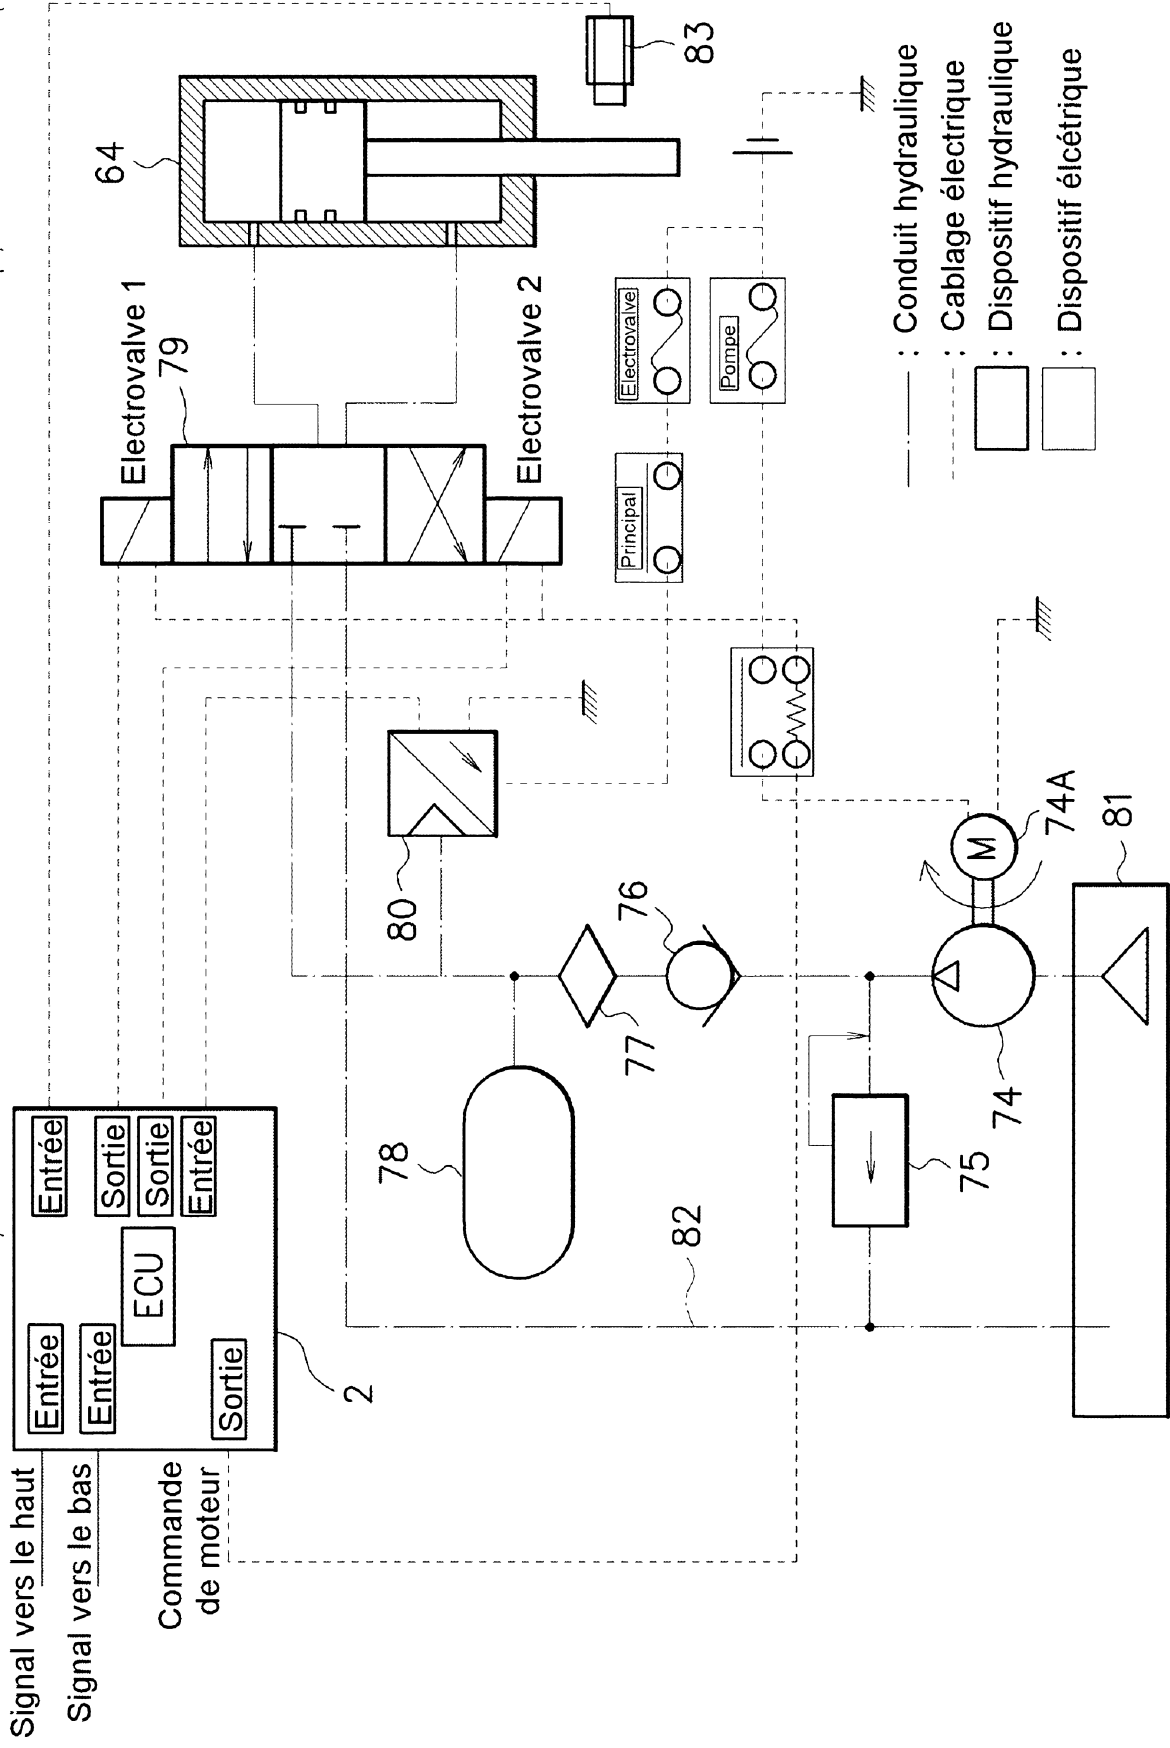 Signal vers le haut
Signal vers le bas
Commande
de moteur
Entrée
Entrée
Sortie
ECU
Entrée
Sortie
Sortie
Entrée
2
Electrovalve 1
79
Electrovalve 2
64
83
80
78
77
76
82
75
74
M
74A
81
Principal
Electrovalve
Pompe
: Conduit hydraulique
: Cablage électrique
: Dispositif hydraulique
: Dispositif élcétrique